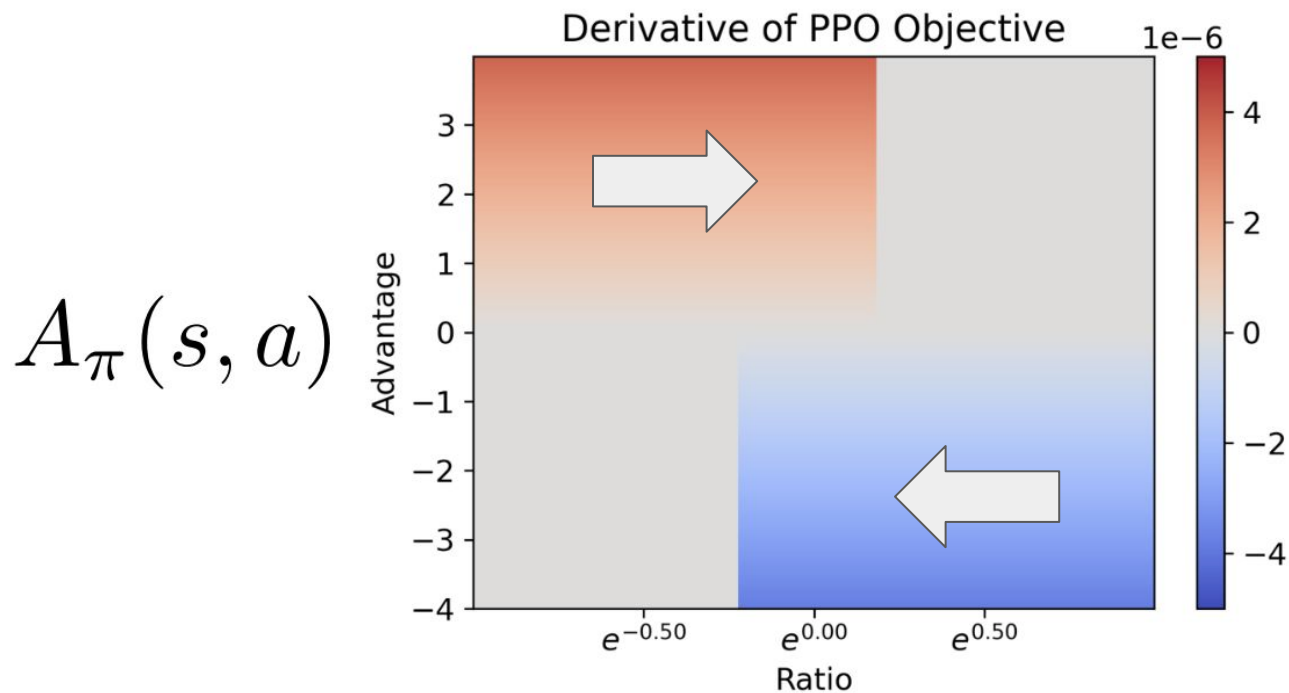 Derivative of PPO Objective
1e−6
A_π(s, a)
Advantage
3
2
1
0
−1
−2
−3
−4
e^−0.50 e^0.00 e^0.50
Ratio
4
2
0
−2
−4